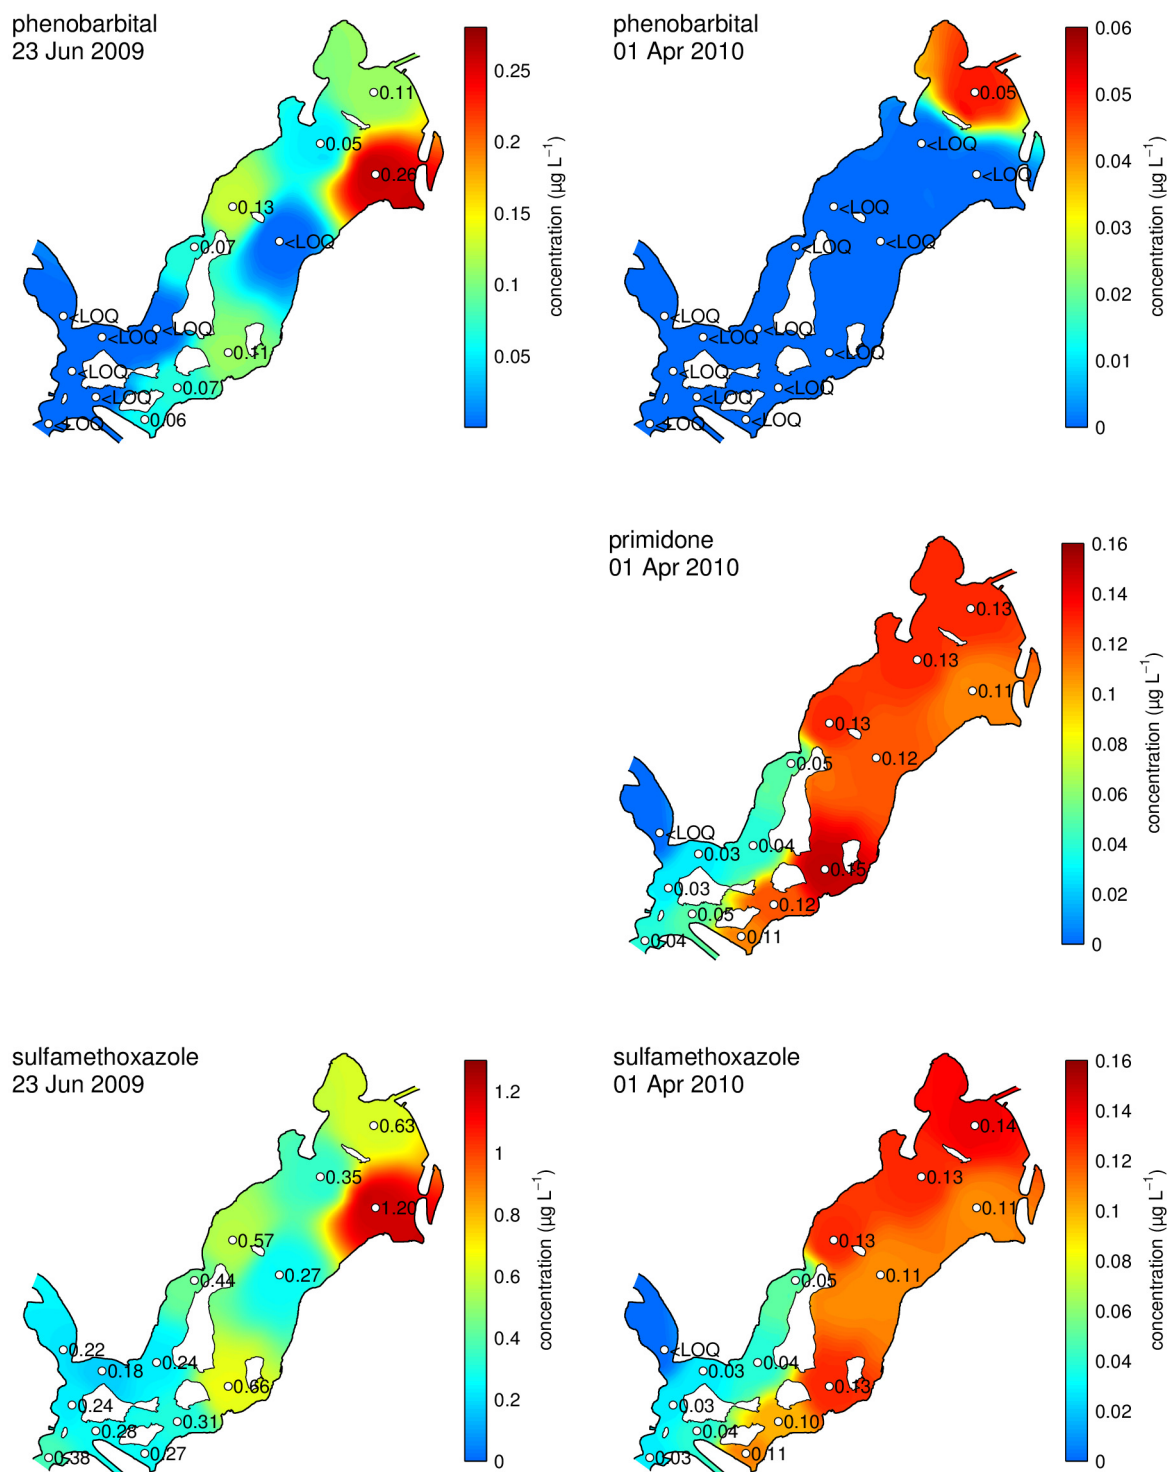 phenobarbital
23 Jun 2009
0.11
0.05
0.26
0.13
<LOQ
0.07
<LOQ
<LOQ
<LOQ
0.11
<LOQ
0.07
<LOQ
0.06
<LOQ
0.25
0.2
0.15
0.1
0.05
concentration (µg L−1)
phenobarbital
01 Apr 2010
0.05
<LOQ
<LOQ
<LOQ
<LOQ
<LOQ
<LOQ
<LOQ
<LOQ
<LOQ
<LOQ
<LOQ
<LOQ
<LOQ
<LOQ
0.06
0.05
0.04
0.03
0.02
0.01
0
concentration (µg L−1)
primidone
01 Apr 2010
0.13
0.13
0.11
0.13
0.12
0.05
<LOQ
0.04
0.03
0.15
0.03
0.12
0.05
0.11
0.04
0.16
0.14
0.12
0.1
0.08
0.06
0.04
0.02
0
concentration (µg L−1)
sulfamethoxazole
23 Jun 2009
0.63
0.35
1.20
0.57
0.27
0.44
0.22
0.24
0.18
0.66
0.24
0.31
0.28
0.27
0.38
1.2
1
0.8
0.6
0.4
0.2
0
concentration (µg L−1)
sulfamethoxazole
01 Apr 2010
0.14
0.13
0.11
0.13
0.11
0.05
<LOQ
0.04
0.03
0.13
0.03
0.10
0.04
0.11
0.03
0.16
0.14
0.12
0.1
0.08
0.06
0.04
0.02
0
concentration (µg L−1)